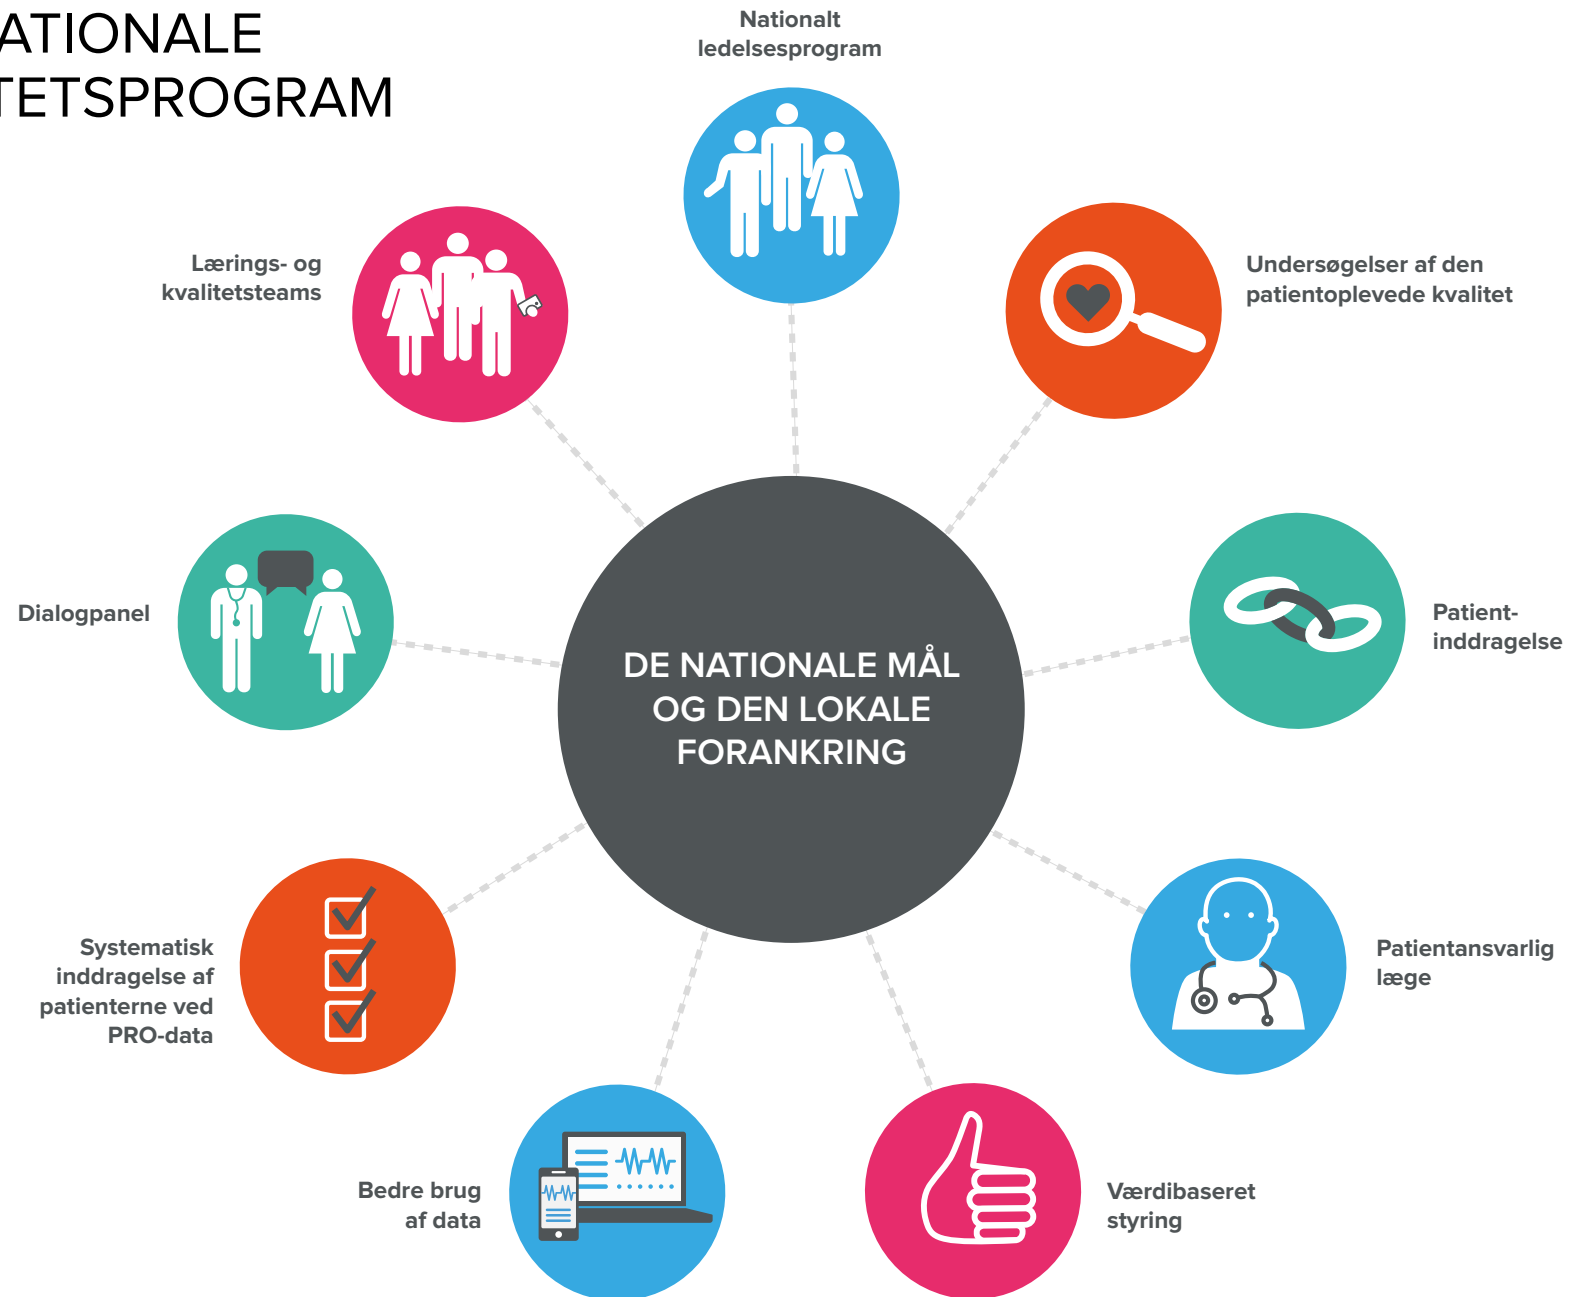 ATIONALE
TETSPROGRAM
Nationalt
ledelsesprogram
Undersøgelser af den
patientoplevede kvalitet
Patient-
inddragelse
Patientansvarlig
læge
Værdibaseret
styring
Bedre brug
af data
Systematisk
inddragelse af
patienterne ved
PRO-data
Dialogpanel
Lærings- og
kvalitetsteams
DE NATIONALE MÅL
OG DEN LOKALE
FORANKRING